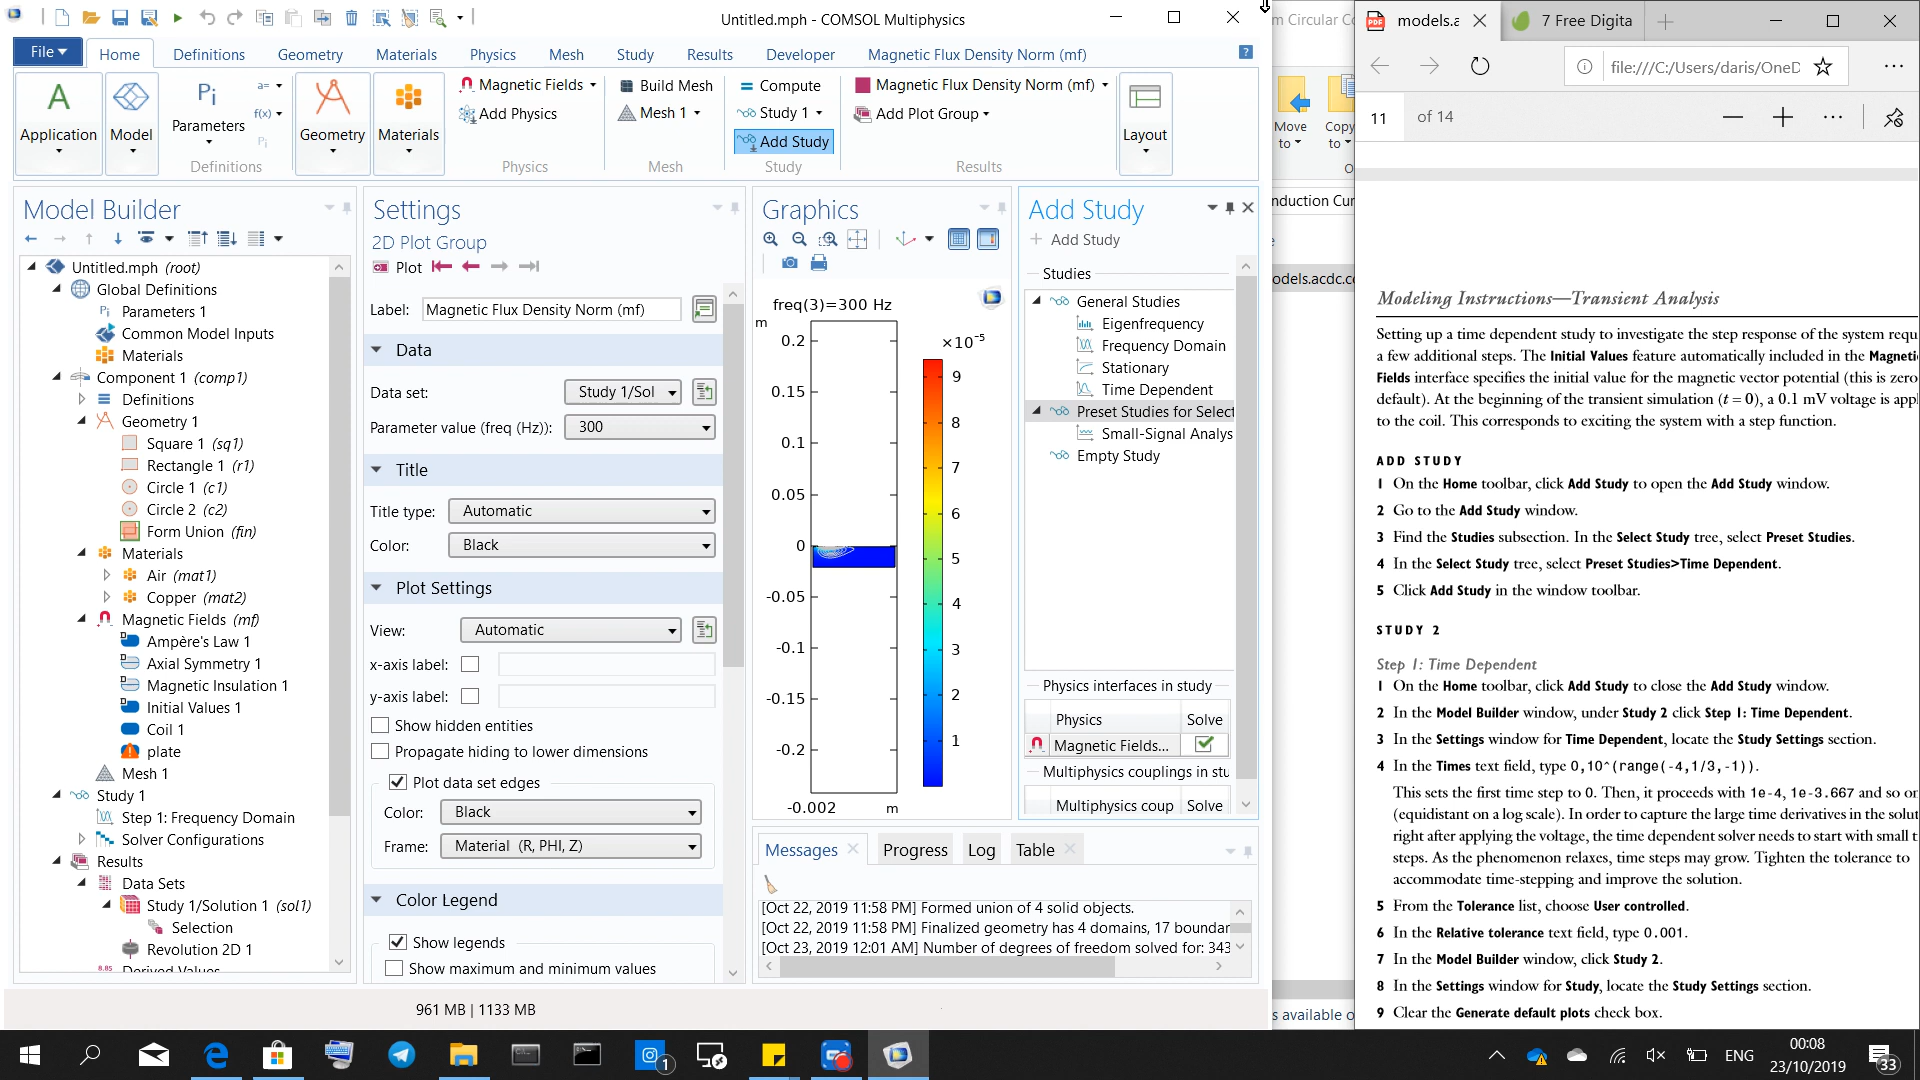 Untitled.mph - COMSOL Multiphysics
File
Home
Definitions
Geometry
Materials
Physics
Mesh
Study
Results
Developer
Magnetic Flux Density Norm (mf)
Application
Model
Pi
Parameters
a=
f(x)
Pi
Definitions
Geometry
Materials
Magnetic Fields
Add Physics
Physics
Build Mesh
Mesh 1
Mesh
Compute
Study 1
Add Study
Study
Magnetic Flux Density Norm (mf)
Add Plot Group
Results
Layout
Model Builder
Untitled.mph (root)
Global Definitions
Parameters 1
Common Model Inputs
Materials
Component 1 (comp1)
Definitions
Geometry 1
Square 1 (sq1)
Rectangle 1 (r1)
Circle 1 (c1)
Circle 2 (c2)
Form Union (fin)
Materials
Air (mat1)
Copper (mat2)
Magnetic Fields (mf)
Ampère's Law 1
Axial Symmetry 1
Magnetic Insulation 1
Initial Values 1
Coil 1
plate
Mesh 1
Study 1
Step 1: Frequency Domain
Solver Configurations
Results
Data Sets
Study 1/Solution 1 (sol1)
Selection
Revolution 2D 1
8.85
Derived Values
Settings
2D Plot Group
Plot
Label: Magnetic Flux Density Norm (mf)
Data
Data set: Study 1/Sol
Parameter value (freq (Hz)): 300
Title
Title type: Automatic
Color: Black
Plot Settings
View: Automatic
x-axis label:
y-axis label:
Show hidden entities
Propagate hiding to lower dimensions
Plot data set edges
Color: Black
Frame: Material (R, PHI, Z)
Color Legend
Show legends
Show maximum and minimum values
Graphics
freq(3)=300 Hz
m
×10⁻⁵
0.2
0.15
0.1
0.05
0
-0.05
-0.1
-0.15
-0.2
-0.002
m
9
8
7
6
5
4
3
2
1
Add Study
+ Add Study
Studies
General Studies
Eigenfrequency
Frequency Domain
Stationary
Time Dependent
Preset Studies for Select
Small-Signal Analys
Empty Study
Physics interfaces in study
Physics Solve
Magnetic Fields...
Multiphysics couplings in stu
Multiphysics coup Solve
Messages
Progress
Log
Table
[Oct 22, 2019 11:58 PM] Formed union of 4 solid objects.
[Oct 22, 2019 11:58 PM] Finalized geometry has 4 domains, 17 boundar
[Oct 23, 2019 12:01 AM] Number of degrees of freedom solved for: 343
961 MB | 1133 MB
m Circular Co
Move
to
Copy
to
O
nduction Cur
e
odels.acdc.co
s available o
PDF
models.a
7 Free Digita
file:///C:/Users/daris/OneD
11 of 14
Modeling Instructions—Transient Analysis
Setting up a time dependent study to investigate the step response of the system requ
a few additional steps. The Initial Values feature automatically included in the Magneti
Fields interface specifies the initial value for the magnetic vector potential (this is zero
default). At the beginning of the transient simulation (t = 0), a 0.1 mV voltage is appl
to the coil. This corresponds to exciting the system with a step function.
ADD STUDY
1 On the Home toolbar, click Add Study to open the Add Study window.
2 Go to the Add Study window.
3 Find the Studies subsection. In the Select Study tree, select Preset Studies.
4 In the Select Study tree, select Preset Studies>Time Dependent.
5 Click Add Study in the window toolbar.
STUDY 2
Step 1: Time Dependent
1 On the Home toolbar, click Add Study to close the Add Study window.
2 In the Model Builder window, under Study 2 click Step 1: Time Dependent.
3 In the Settings window for Time Dependent, locate the Study Settings section.
4 In the Times text field, type 0,10^(range(-4,1/3,-1)).
This sets the first time step to 0. Then, it proceeds with 1e-4, 1e-3.667 and so or
(equidistant on a log scale). In order to capture the large time derivatives in the solut
right after applying the voltage, the time dependent solver needs to start with small t
steps. As the phenomenon relaxes, time steps may grow. Tighten the tolerance to
accommodate time-stepping and improve the solution.
5 From the Tolerance list, choose User controlled.
6 In the Relative tolerance text field, type 0.001.
7 In the Model Builder window, click Study 2.
8 In the Settings window for Study, locate the Study Settings section.
9 Clear the Generate default plots check box.
1
ENG
00:08
23/10/2019
33